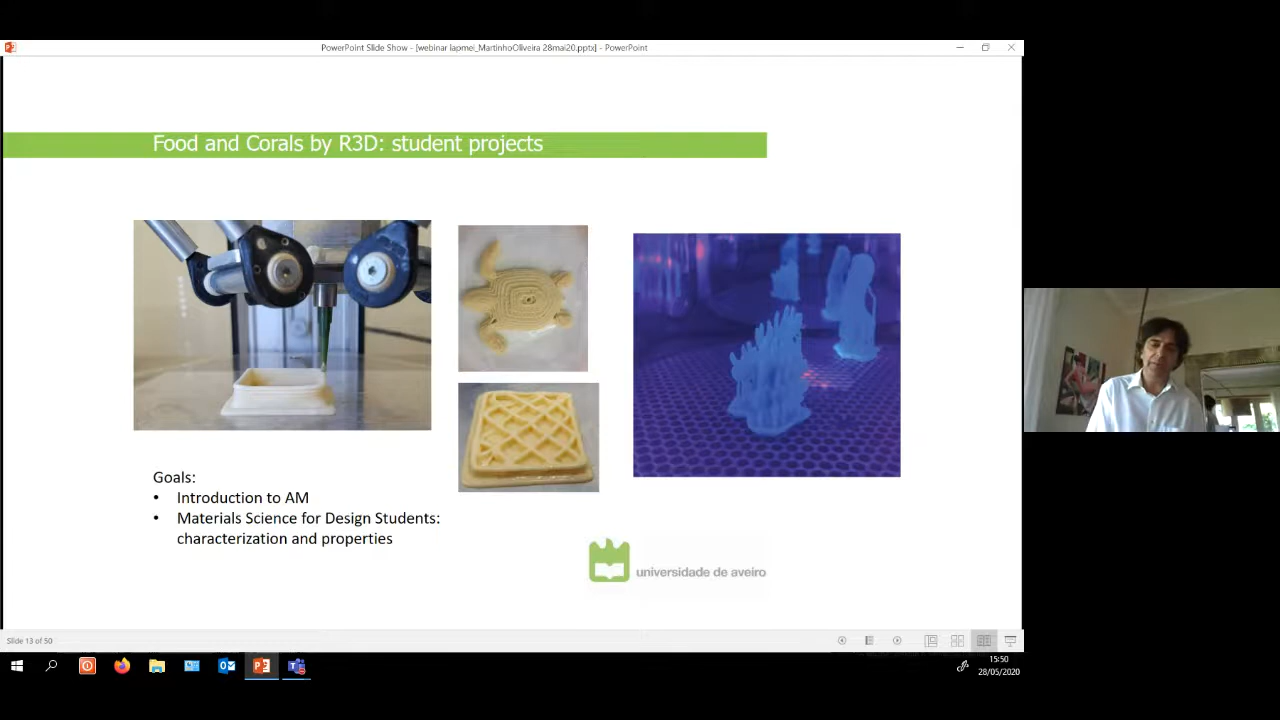 PowerPoint Slide Show - [webinar iapmei_MartinhoOliveira 28mai20.pptx] - PowerPoint
Food and Corals by R3D: student projects
Goals:
• Introduction to AM
• Materials Science for Design Students:
characterization and properties
universidade de aveiro
Slide 13 of 50
15:50
28/05/2020